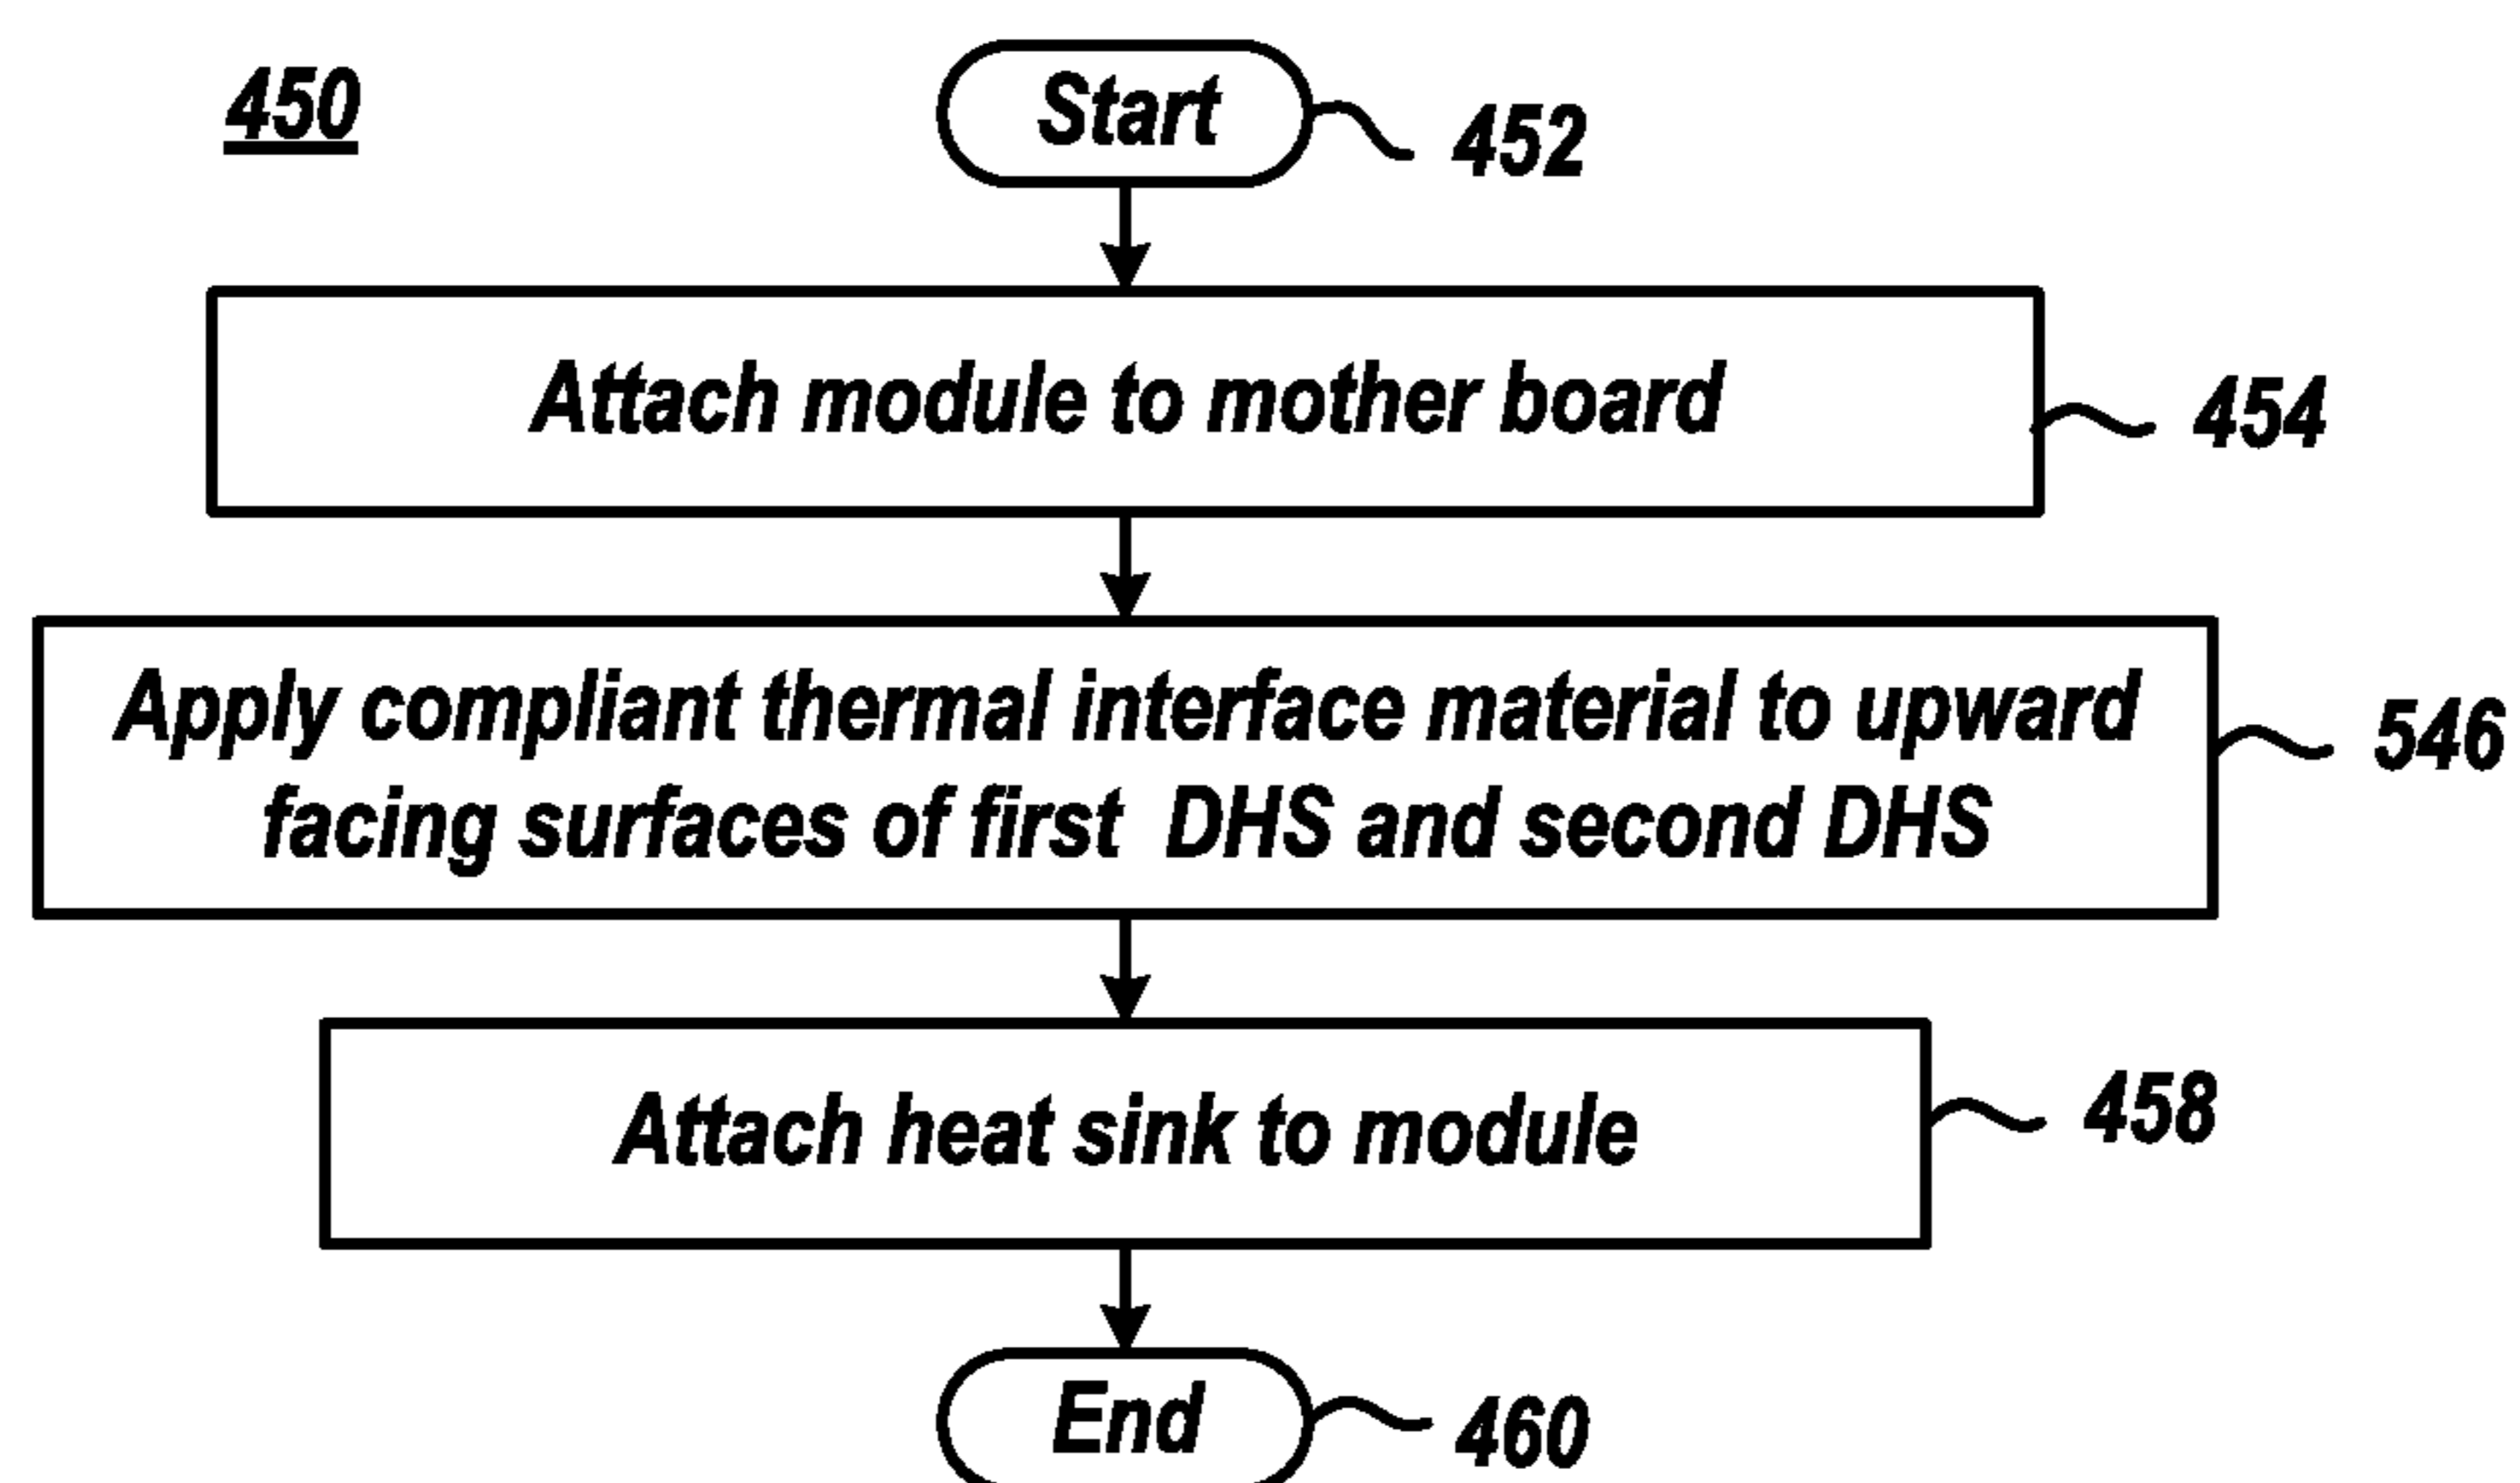 450
Start
452
Attach module to mother board
454
Apply compliant thermal interface material to upward
facing surfaces of first DHS and second DHS
546
Attach heat sink to module
458
End
460